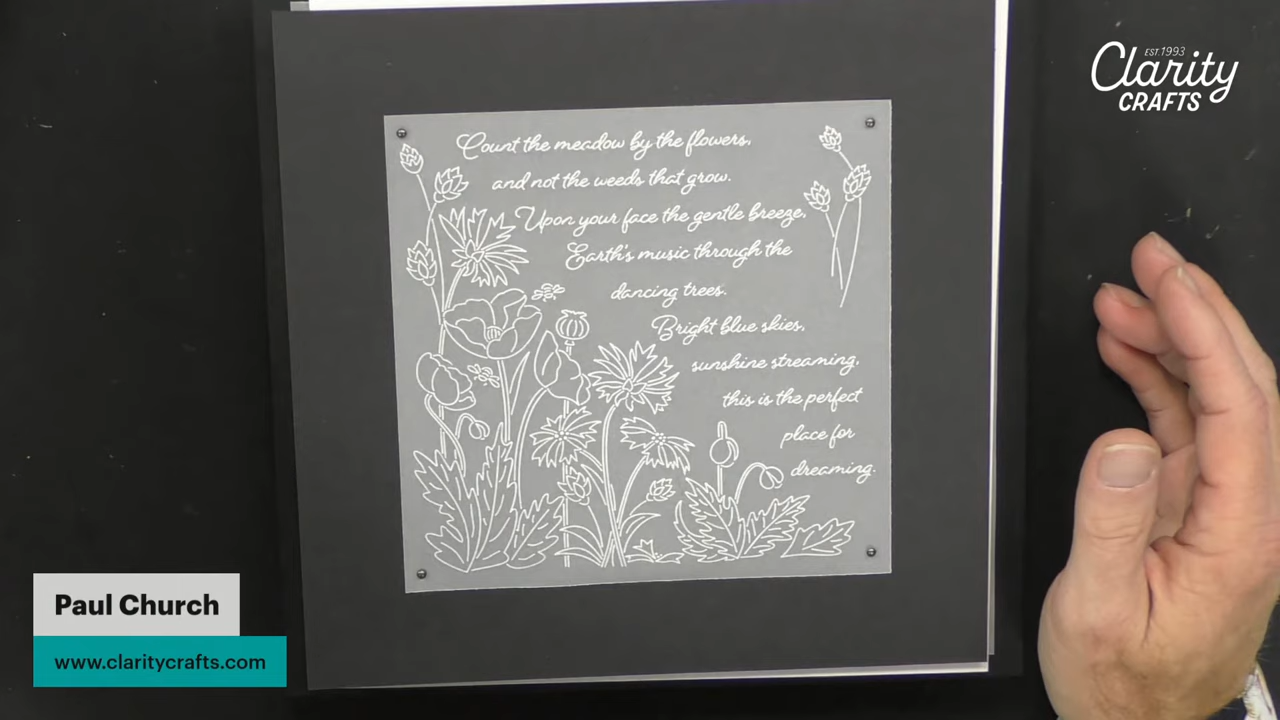 EST. 1993
Clarity
CRAFTS
Count the meadow by the flowers,
and not the weeds that grow.
Upon your face the gentle breeze,
Earth's music through the
dancing trees.
Bright blue skies,
sunshine streaming,
this is the perfect
place for
dreaming.
Paul Church
www.claritycrafts.com